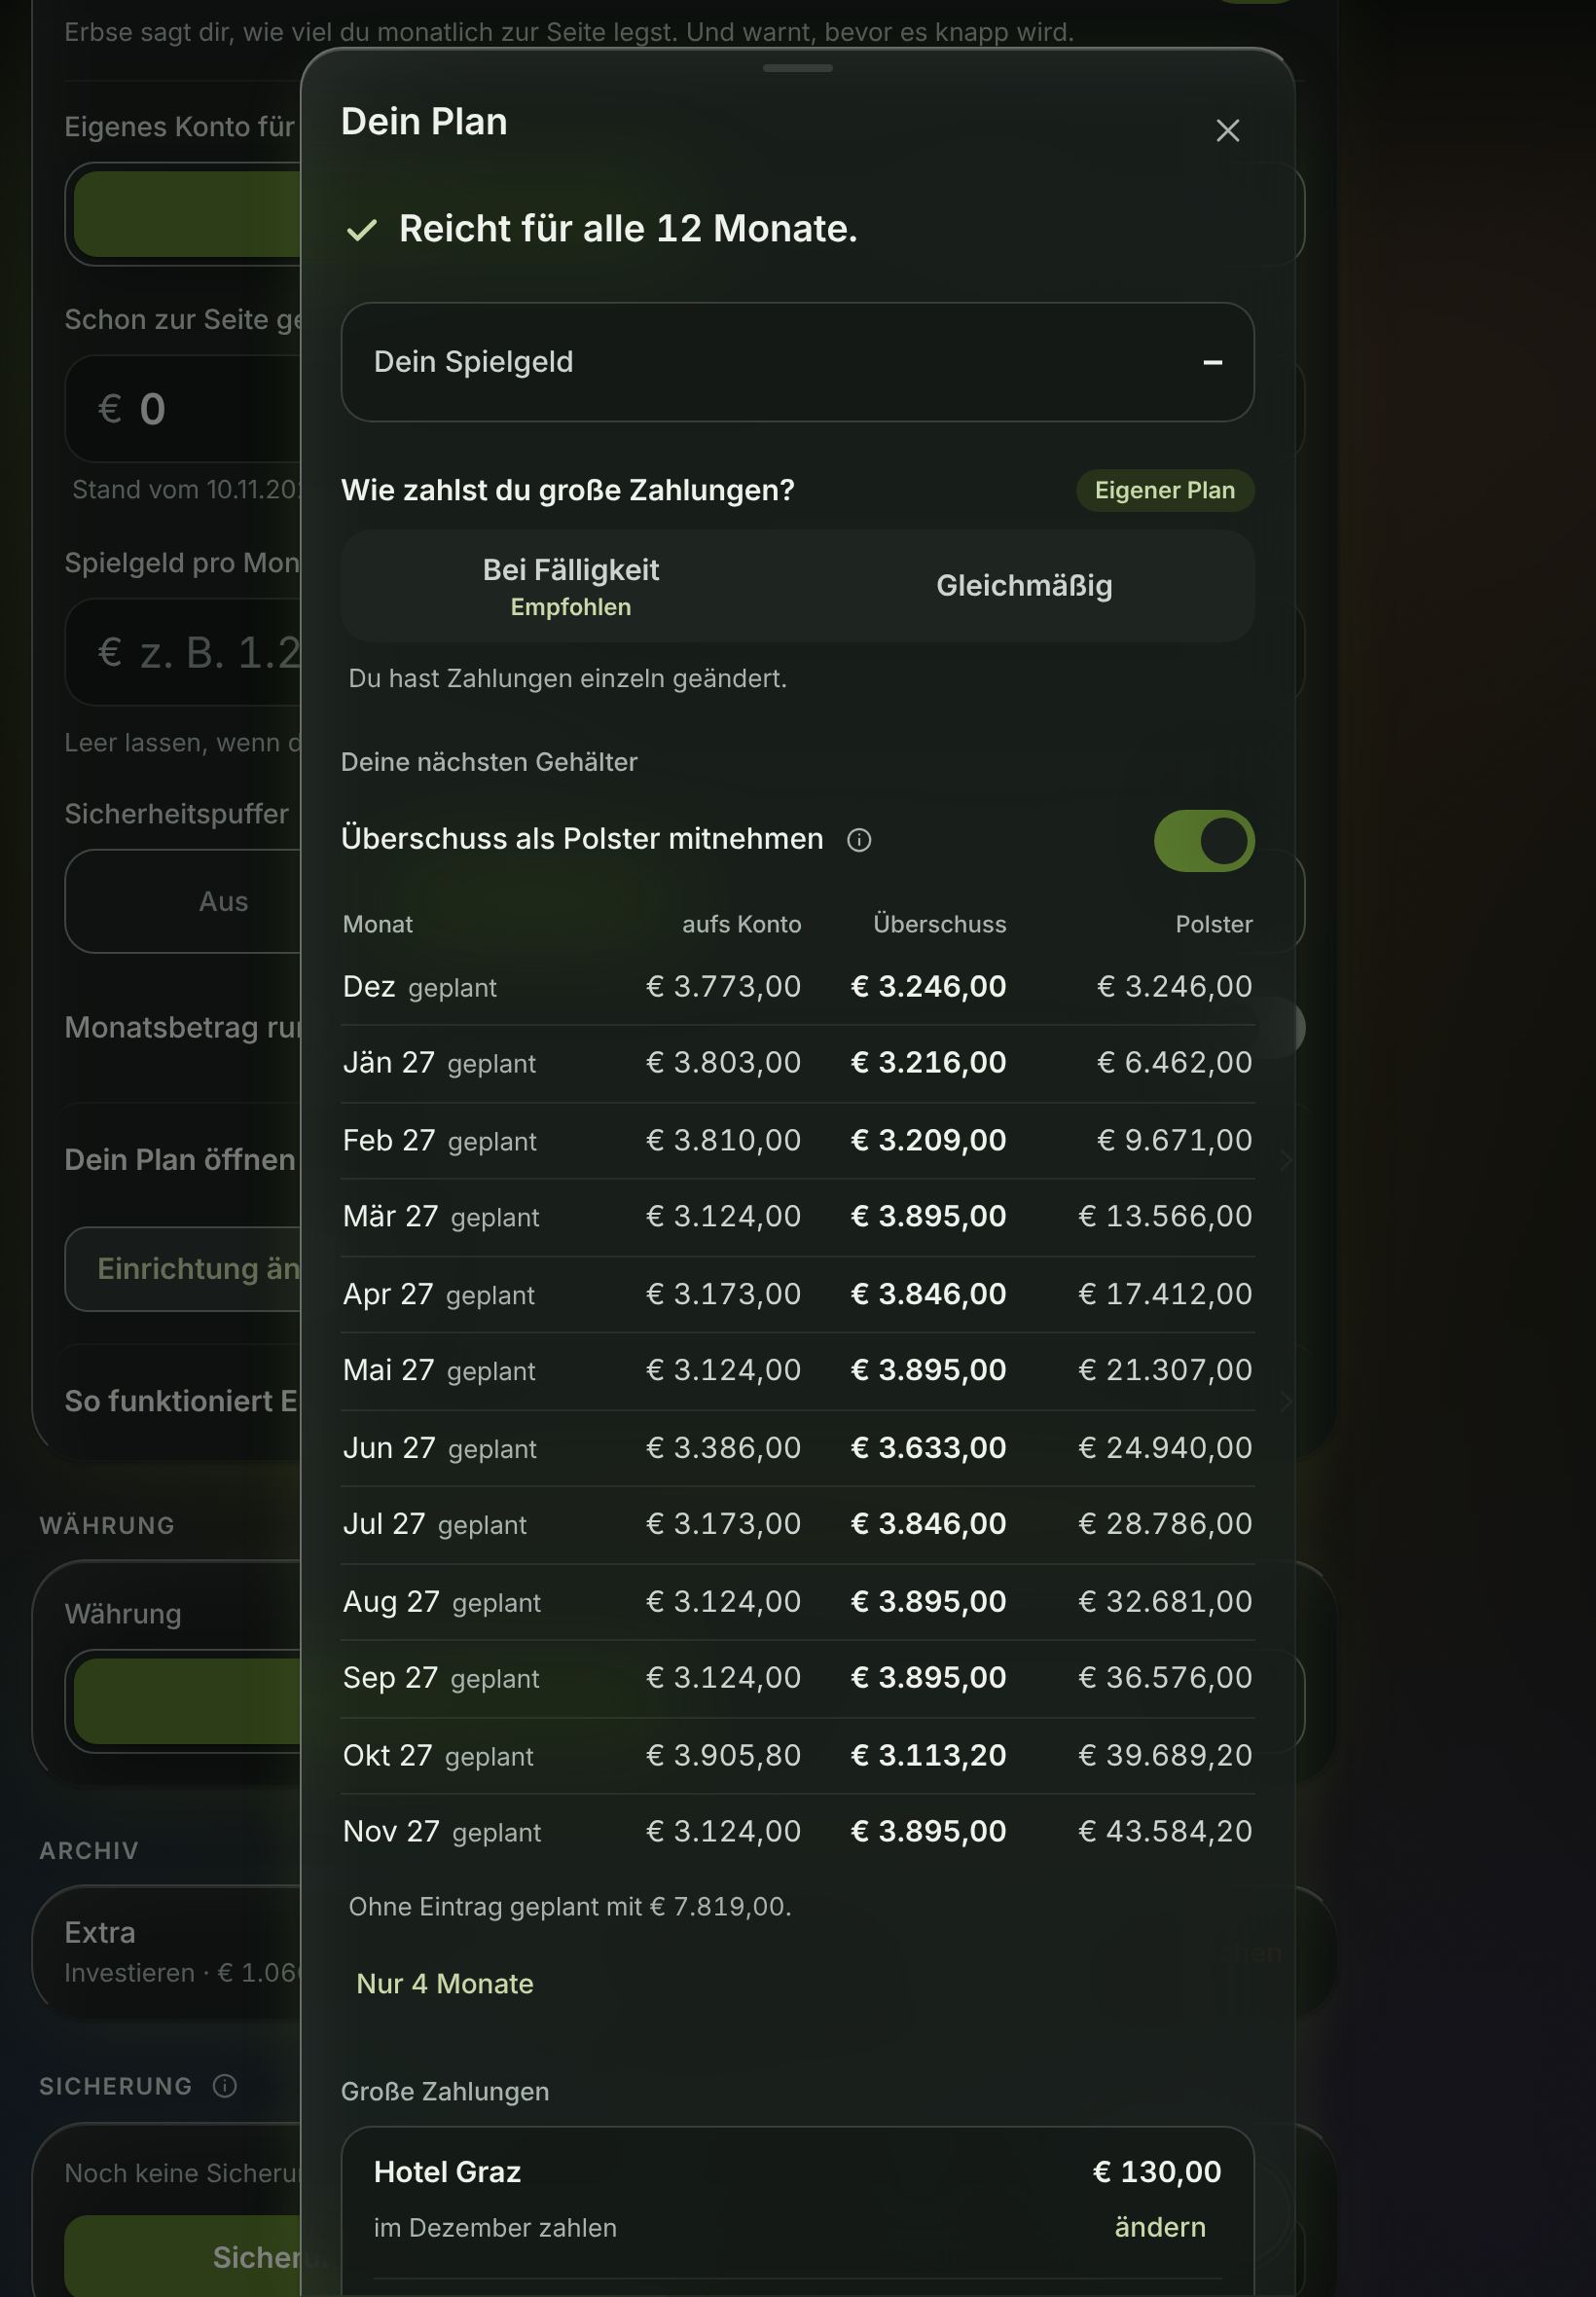 Erbse sagt dir, wie viel du monatlich zur Seite legst. Und warnt, bevor es knapp wird.
Dein Plan
Eigenes Konto für
Reicht für alle 12 Monate.
Schon zur Seite
Dein Spielgeld –
€ 0
Stand vom 10.11.
Wie zahlst du große Zahlungen? Eigener Plan
Spielgeld pro
Bei Fälligkeit
Empfohlen
Gleichmäßig
€ z. B. 1.2
Du hast Zahlungen einzeln geändert.
Leer lassen, wenn
Deine nächsten Gehälter
Sicherheitspuffer
Überschuss als Polster mitnehmen
Aus
Monat aufs Konto Überschuss Polster
Dez geplant € 3.773,00 € 3.246,00 € 3.246,00
Monatsbetrag
Jän 27 geplant € 3.803,00 € 3.216,00 € 6.462,00
Feb 27 geplant € 3.810,00 € 3.209,00 € 9.671,00
Dein Plan öffnen
Mär 27 geplant € 3.124,00 € 3.895,00 € 13.566,00
Einrichtung
Apr 27 geplant € 3.173,00 € 3.846,00 € 17.412,00
Mai 27 geplant € 3.124,00 € 3.895,00 € 21.307,00
So funktioniert E
Jun 27 geplant € 3.386,00 € 3.633,00 € 24.940,00
WÄHRUNG
Jul 27 geplant € 3.173,00 € 3.846,00 € 28.786,00
Währung
Aug 27 geplant € 3.124,00 € 3.895,00 € 32.681,00
Sep 27 geplant € 3.124,00 € 3.895,00 € 36.576,00
Okt 27 geplant € 3.905,80 € 3.113,20 € 39.689,20
ARCHIV
Nov 27 geplant € 3.124,00 € 3.895,00 € 43.584,20
Ohne Eintrag geplant mit € 7.819,00.
Extra
Investieren · € 1.06
Nur 4 Monate
SICHERUNG
Große Zahlungen
Noch keine
Hotel Graz € 130,00
im Dezember zahlen ändern